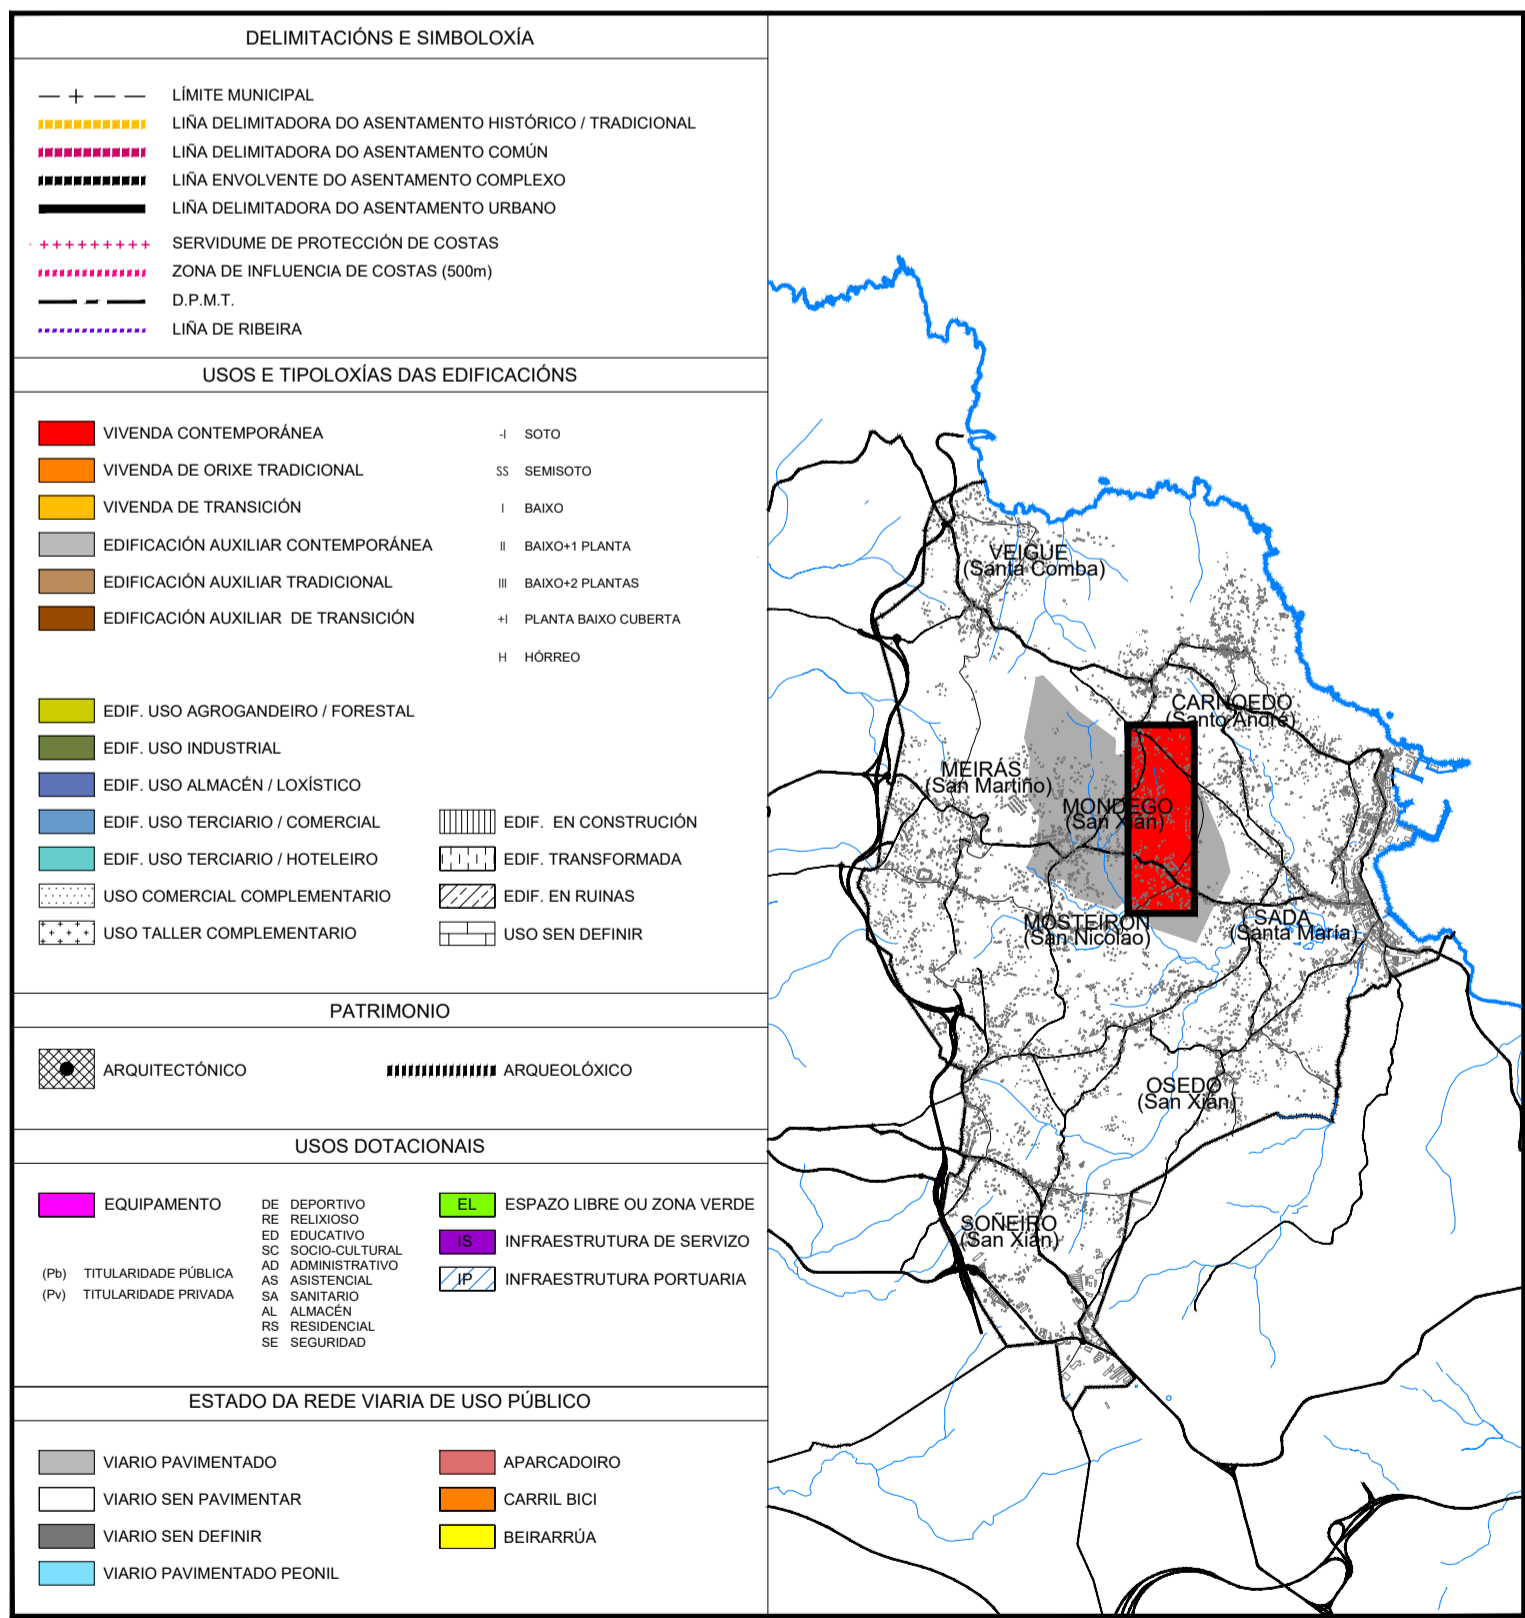 DELIMITACIÓNS E SIMBOLOXÍA
LÍMITE MUNICIPAL
LIÑA DELIMITADORA DO ASENTAMENTO HISTÓRICO / TRADICIONAL
LIÑA DELIMITADORA DO ASENTAMENTO COMÚN
LIÑA ENVOLVENTE DO ASENTAMENTO COMPLEXO
LIÑA DELIMITADORA DO ASENTAMENTO URBANO
SERVIDUME DE PROTECCIÓN DE COSTAS
ZONA DE INFLUENCIA DE COSTAS (500m)
D.P.M.T.
LIÑA DE RIBEIRA
USOS E TIPOLOXÍAS DAS EDIFICACIÓNS
VIVENDA CONTEMPORÁNEA
VIVENDA DE ORIXE TRADICIONAL
VIVENDA DE TRANSICIÓN
EDIFICACIÓN AUXILIAR CONTEMPORÁNEA
EDIFICACIÓN AUXILIAR TRADICIONAL
EDIFICACIÓN AUXILIAR DE TRANSICIÓN
-I SOTO
SS SEMISOTO
I BAIXO
II BAIXO+1 PLANTA
III BAIXO+2 PLANTAS
+I PLANTA BAIXO CUBERTA
H HÓRREO
EDIF. USO AGROGANDEIRO / FORESTAL
EDIF. USO INDUSTRIAL
EDIF. USO ALMACÉN / LOXÍSTICO
EDIF. USO TERCIARIO / COMERCIAL
EDIF. USO TERCIARIO / HOTELEIRO
USO COMERCIAL COMPLEMENTARIO
USO TALLER COMPLEMENTARIO
EDIF. EN CONSTRUCIÓN
EDIF. TRANSFORMADA
EDIF. EN RUINAS
USO SEN DEFINIR
PATRIMONIO
ARQUITECTÓNICO
ARQUEOLÓXICO
USOS DOTACIONAIS
EQUIPAMENTO
(Pb) TITULARIDADE PÚBLICA
(Pv) TITULARIDADE PRIVADA
DE DEPORTIVO
RE RELIXIOSO
ED EDUCATIVO
SC SOCIO-CULTURAL
AD ADMINISTRATIVO
AS ASISTENCIAL
SA SANITARIO
AL ALMACÉN
RS RESIDENCIAL
SE SEGURIDAD
EL ESPAZO LIBRE OU ZONA VERDE
IS INFRAESTRUTURA DE SERVIZO
IP INFRAESTRUTURA PORTUARIA
ESTADO DA REDE VIARIA DE USO PÚBLICO
VIARIO PAVIMENTADO
VIARIO SEN PAVIMENTAR
VIARIO SEN DEFINIR
VIARIO PAVIMENTADO PEONIL
APARCADOIRO
CARRIL BICI
BEIRARRÚA
VEIGUE
(Santa Comba)
CARNOEDO
(Santo André)
MEIRÁS
(San Martiño)
MONDEGO
(San Xián)
MOSTEIRÓN
(San Nicolao)
SADA
(Santa María)
OSEDO
(San Xián)
SOÑEIRO
(San Xián)